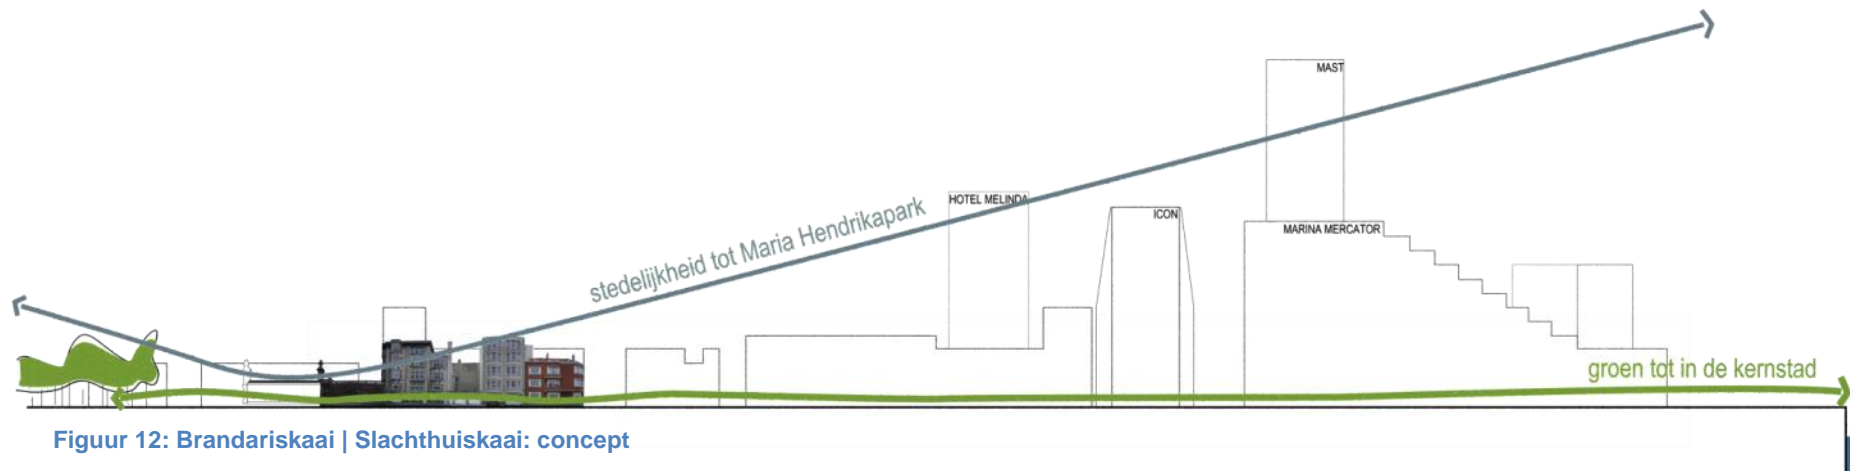 MAST
HOTEL MELINDA
ICON
stedelijkheid tot Maria Hendrikapark
MARINA MERCATOR
groen tot in de kernstad
Figuur 12: Brandariskaai | Slachthuiskaai: concept